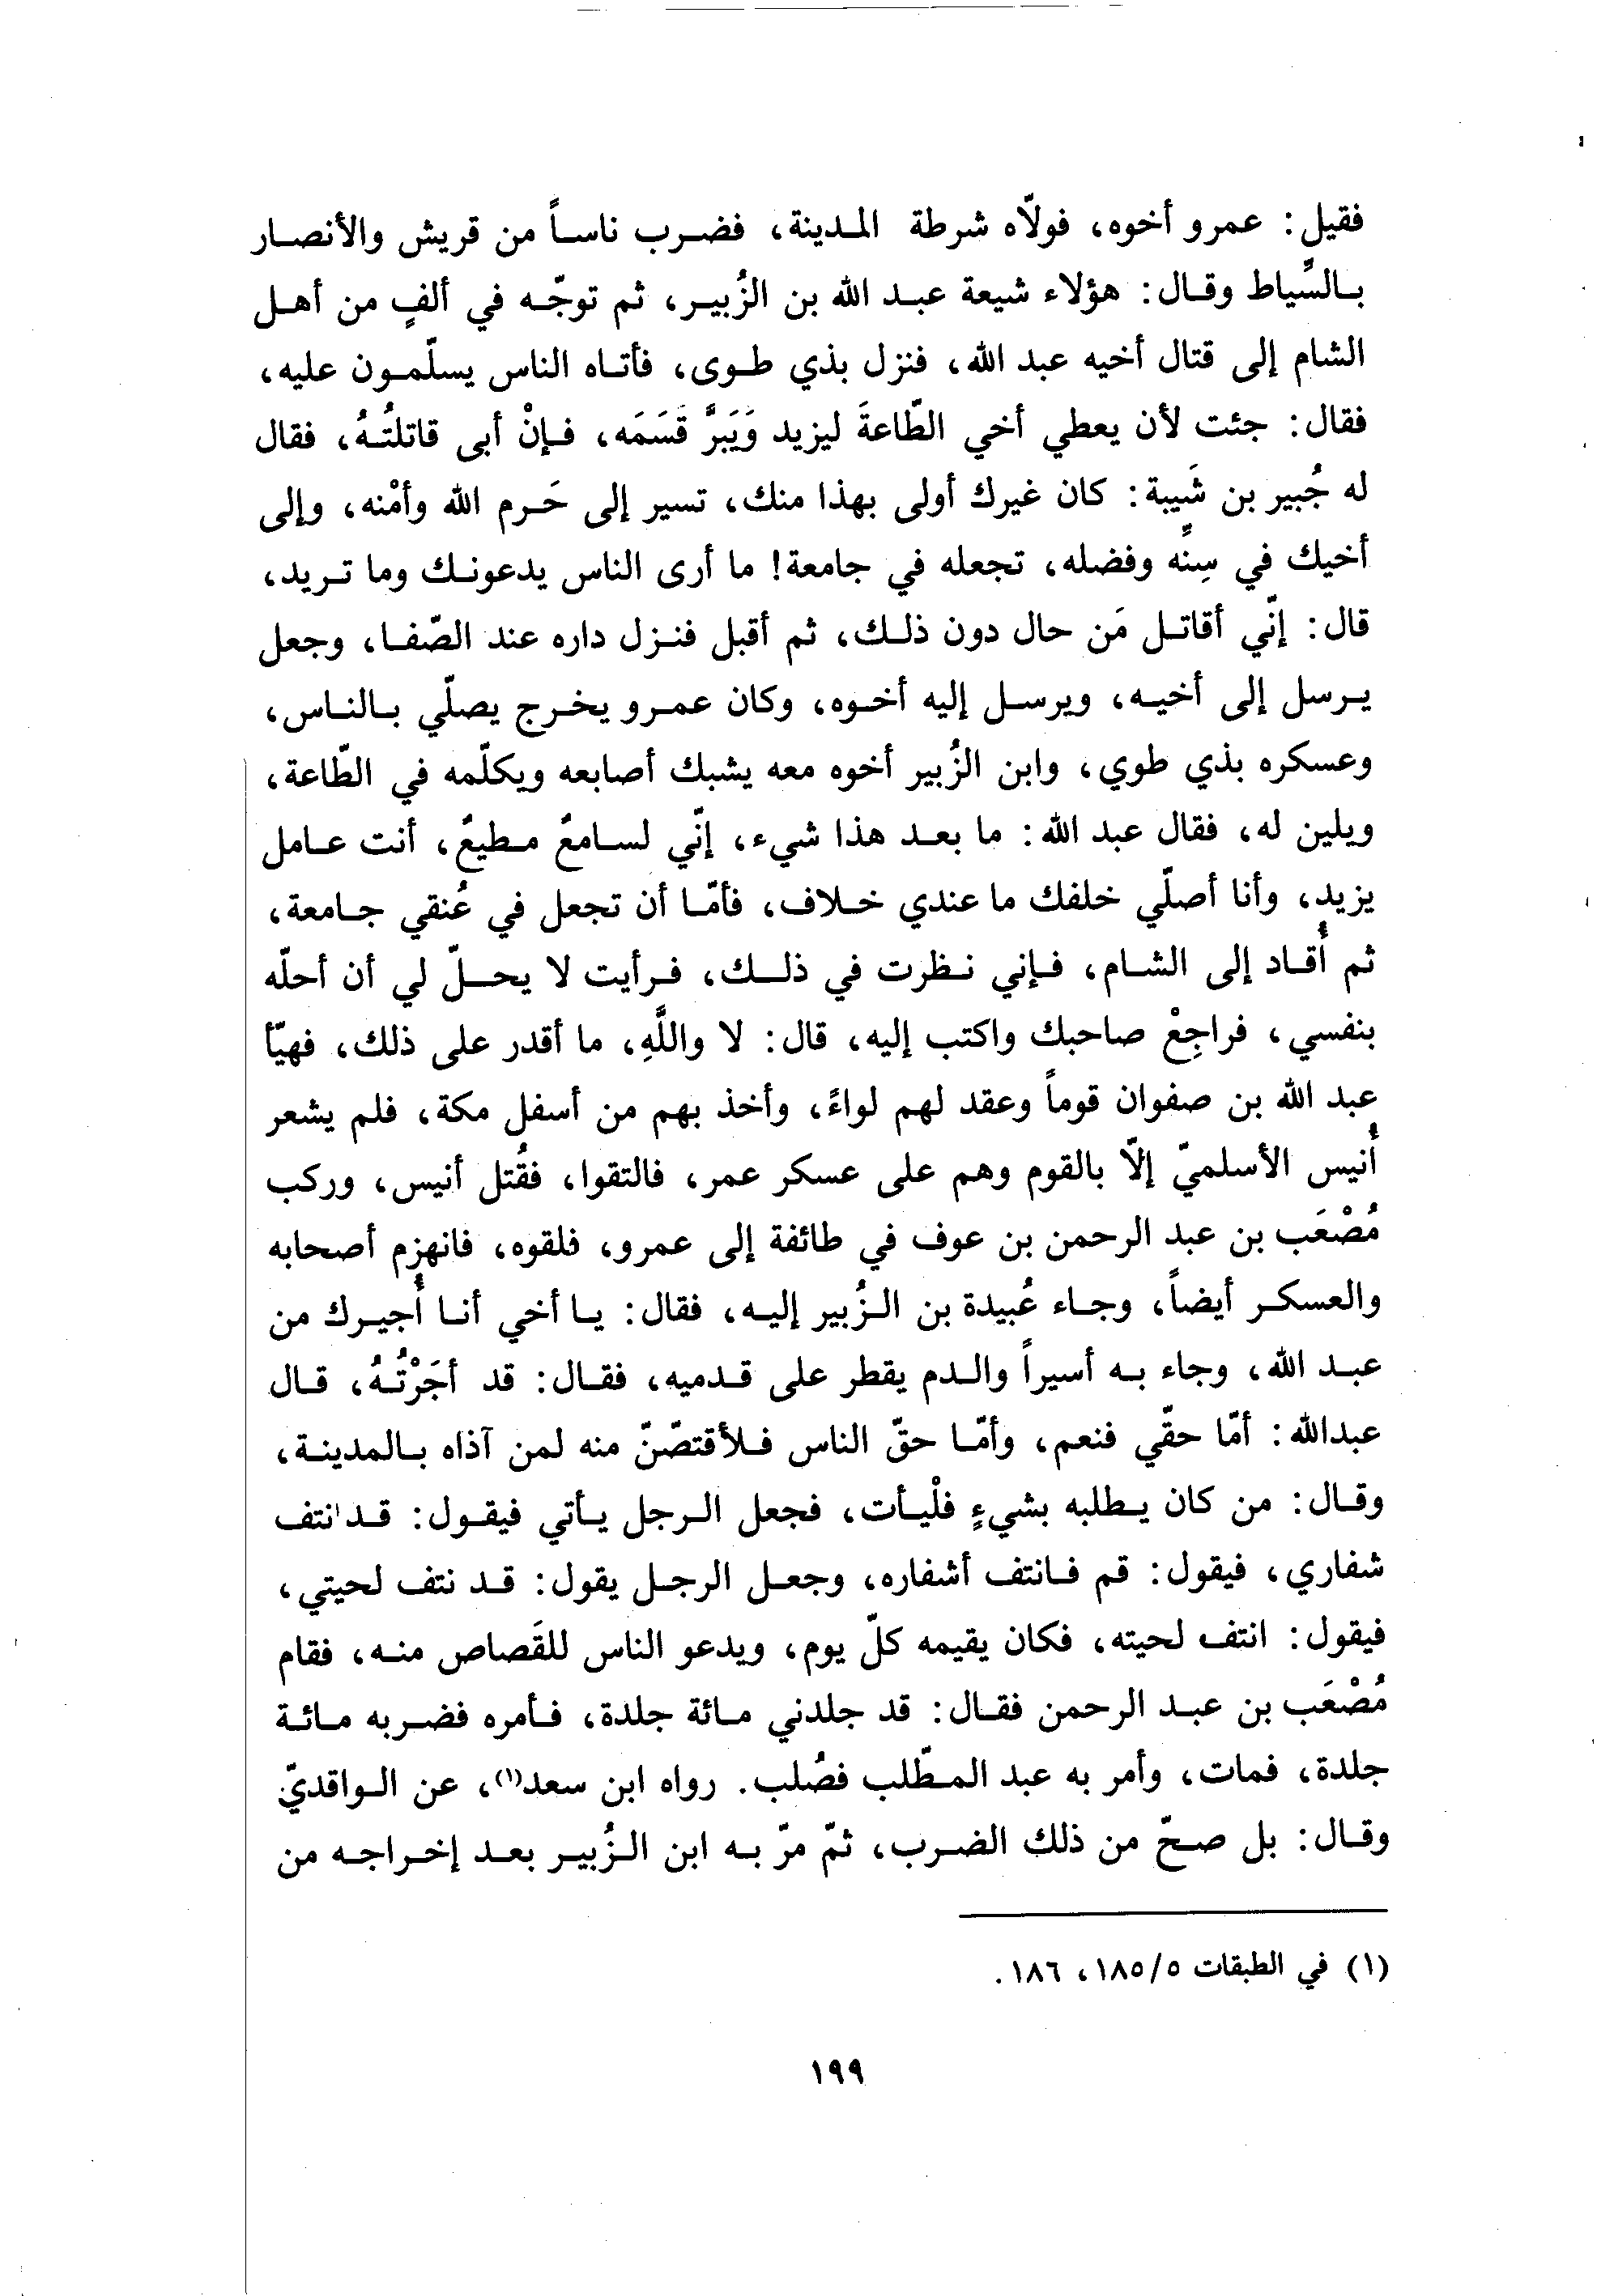 فقيل: عمرو أخوه، فولّاه شرطة المدينة، فضرب ناساً من قريش والأنصار
بالسِّياط وقال: هؤلاء شيعة عبد الله بن الزُبير، ثم توجّه في ألفٍ من أهل
الشام إلى قتال أخيه عبد الله، فنزل بذي طوى، فأتاه الناس يسلّمون عليه،
فقال: جئت لأن يعطي أخي الطّاعةَ ليزيد وَيَبَرَّ قَسَمَه، فإنْ أبى قاتلتُهُ، فقال
له جُبير بن شَيبة: كان غيرك أولى بهذا منك، تسير إلى حَرم الله وأمْنه، وإلى
أخيك في سِنِّه وفضله، تجعله في جامعة! ما أرى الناس يدعونك وما تريد،
قال: إنّي أقاتل مَن حال دون ذلك، ثم أقبل فنزل داره عند الصّفا، وجعل
يرسل إلى أخيه، ويرسل إليه أخوه، وكان عمرو يخرج يصلّي بالناس،
وعسكره بذي طوي، وابن الزُبير أخوه معه يشبك أصابعه ويكلّمه في الطّاعة،
ويلين له، فقال عبد الله: ما بعد هذا شيء، إنّي لسامعٌ مطيعٌ، أنت عامل
يزيد، وأنا أصلّي خلفك ما عندي خلاف، فأمّا أن تجعل في عُنقي جامعة،
ثم أُقاد إلى الشام، فإني نظرت في ذلك، فرأيت لا يحلّ لي أن أحلّه
بنفسي، فراجِعْ صاحبك واكتب إليه، قال: لا واللَّهِ، ما أقدر على ذلك، فهيّأ
عبد الله بن صفوان قوماً وعقد لهم لواءً، وأخذ بهم من أسفل مكة، فلم يشعر
أُنيس الأسلميّ إلّا بالقوم وهم على عسكر عمر، فالتقوا، فقُتل أنيس، وركب
مُصْعَب بن عبد الرحمن بن عوف في طائفة إلى عمرو، فلقوه، فانهزم أصحابه
والعسكر أيضاً، وجاء عُبيدة بن الزُبير إليه، فقال: يا أخي أنا أُجيرك من
عبد الله، وجاء به أسيراً والدم يقطر على قدميه، فقال: قد أجَرْتُهُ، قال
عبدالله: أمّا حقّي فنعم، وأمّا حقّ الناس فلأقتصّنّ منه لمن آذاه بالمدينة،
وقال: من كان يطلبه بشيءٍ فلْيأت، فجعل الرجل يأتي فيقول: قد نتف
شفاري، فيقول: قم فانتف أشفاره، وجعل الرجل يقول: قد نتف لحيتي،
فيقول: انتف لحيته، فكان يقيمه كلّ يوم، ويدعو الناس للقَصاص منه، فقام
مُصْعَب بن عبد الرحمن فقال: قد جلدني مائة جلدة، فأمره فضربه مائة
جلدة، فمات، وأمر به عبد المطّلب فصُلب. رواه ابن سعد(١)، عن الواقديّ
وقال: بل صحّ من ذلك الضرب، ثمّ مرّ به ابن الزُبير بعد إخراجه من
(١) في الطبقات ١٨٥/٥، ١٨٦.
١٩٩